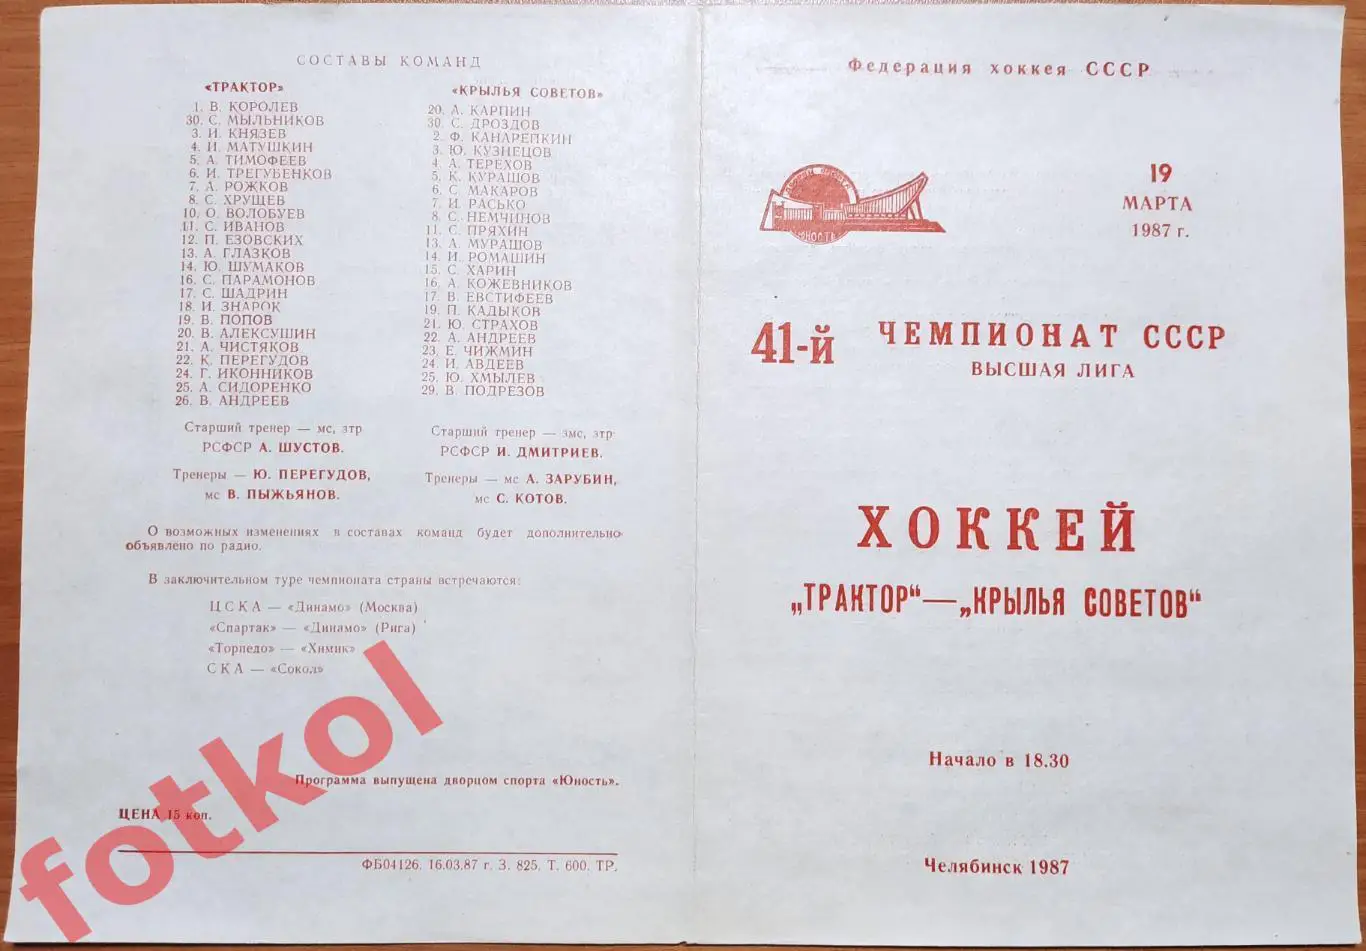 СОСТАВЫ КОМАНД
«ТРАКТОР»
1. В. КОРОЛЕВ
30. С. МЫЛЬНИКОВ
3. И. КНЯЗЕВ
4. И. МАТУШКИН
5. А. ТИМОФЕЕВ
6. И. ТРЕГУБЕНКОВ
7. А. РОЖКОВ
8. С. ХРУЩЕВ
10. О. ВОЛОБУЕВ
11. С. ИВАНОВ
12. П. ЕЗОВСКИХ
13. А. ГЛАЗКОВ
14. Ю. ШУМАКОВ
16. С. ПАРАМОНОВ
17. С. ШАДРИН
18. И. ЗНАРОК
19. В. ПОПОВ
20. В. АЛЕКСУШИН
21. А. ЧИСТЯКОВ
22. К. ПЕРЕГУДОВ
24. Г. ИКОННИКОВ
25. А. СИДОРЕНКО
26. В. АНДРЕЕВ
Старший тренер — мс, зтр
РСФСР А. ШУСТОВ.
Тренеры — Ю. ПЕРЕГУДОВ,
мс В. ПЫЖЬЯНОВ.
«КРЫЛЬЯ СОВЕТОВ»
20. А. КАРПИН
30. С. ДРОЗДОВ
2. Ф. КАНАРЕПКИН
3. Ю. КУЗНЕЦОВ
4. А. ТЕРЕХОВ
5. К. КУРАШОВ
6. С. МАКАРОВ
7. И. РАСЬКО
8. С. НЕМЧИНОВ
11. С. ПРЯХИН
13. А. МУРАШОВ
14. И. РОМАШИН
15. С. ХАРИН
16. А. КОЖЕВНИКОВ
17. В. ЕВСТИФЕЕВ
19. П. КАДЫКОВ
21. Ю. СТРАХОВ
22. А. АНДРЕЕВ
23. Е. ЧИЖМИН
24. И. АВДЕЕВ
25. Ю. ХМЫЛЕВ
29. В. ПОДРЕЗОВ
Старший тренер — змс, зтр
РСФСР И. ДМИТРИЕВ.
Тренеры — мс А. ЗАРУБИН,
мс С. КОТОВ.
О возможных изменениях в составах команд будет дополнительно
объявлено по радио.
В заключительном туре чемпионата страны встречаются:
ЦСКА — «Динамо» (Москва)
«Спартак» — «Динамо» (Рига)
«Торпедо» — «Химик»
СКА — «Сокол»
Программа выпущена дворцом спорта «Юность».
ЦЕНА 15 коп.
ФБ04126. 16.03.87 г. З. 825. Т. 600. ТР.
fotkol
Федерация хоккея СССР
ДВОРЕЦ СПОРТА
ЮНОСТЬ
19
МАРТА
1987 г.
41-й ЧЕМПИОНАТ СССР
ВЫСШАЯ ЛИГА
ХОККЕЙ
„ТРАКТОР“—„КРЫЛЬЯ СОВЕТОВ“
Начало в 18.30
Челябинск 1987